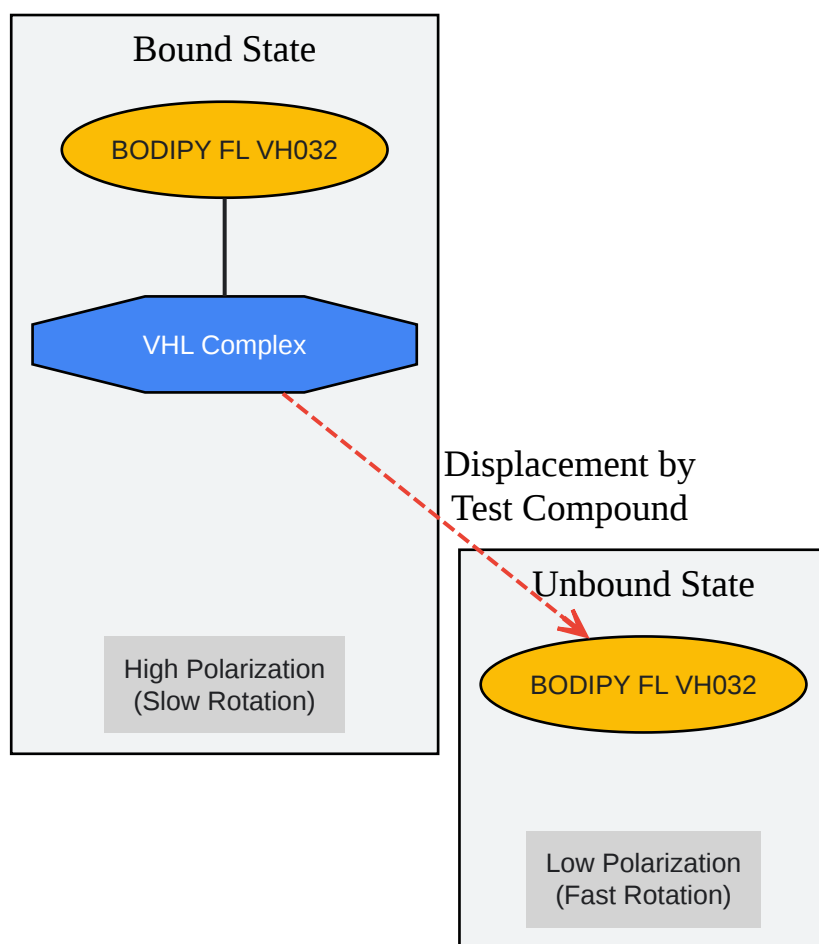 Bound State
BODIPY FL VH032
VHL Complex
High Polarization
(Slow Rotation)
Displacement by
Test Compound
Unbound State
BODIPY FL VH032
Low Polarization
(Fast Rotation)